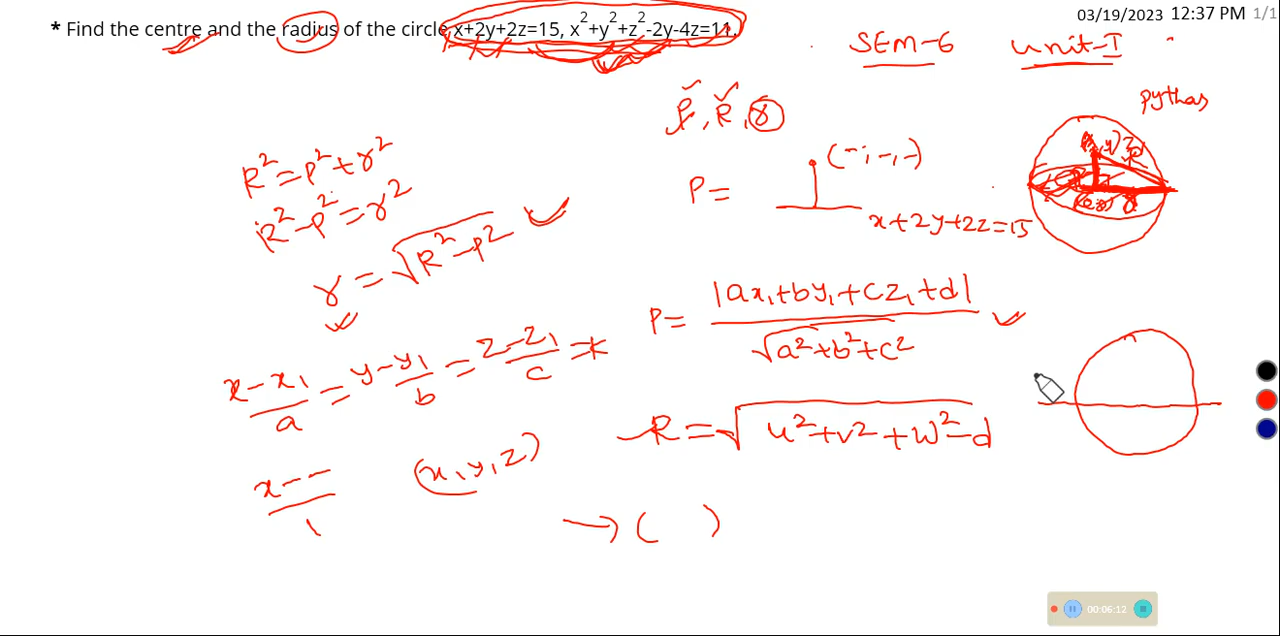 03/19/2023 12:37 PM 1/1
* Find the centre and the radius of the circle x+2y+2z=15, x²+y²+z²-2y-4z=11.
SEM-6 unit-I
P, R, r
pythas
R²=P²+r²
R²-P²=r²
r=√R²-P²
P=
(-,-,-)
x+2y+2z=15
P= |ax₁+by₁+cz₁+d| / √a²+b²+c²
x-x₁/a = y-y₁/b = z-z₁/c = k
R=√u²+v²+w²-d
x--/1
(x,y,z)
→( )
00:06:12